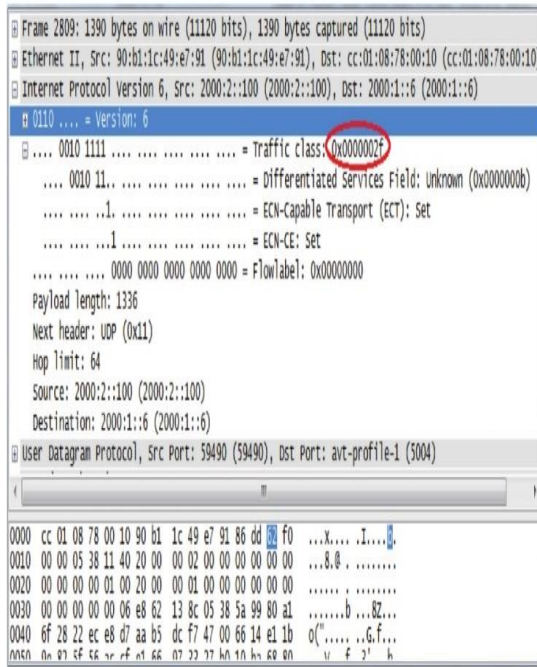 Frame 2809: 1390 bytes on wire (11120 bits), 1390 bytes captured (11120 bits)
Ethernet II, Src: 90:b1:1c:49:e7:91 (90:b1:1c:49:e7:91), Dst: cc:01:08:78:00:10 (cc:01:08:78:00:10)
Internet Protocol Version 6, Src: 2000:2::100 (2000:2::100), Dst: 2000:1::6 (2000:1::6)
0110 .... = Version: 6
.... 0010 1111 .... .... .... .... .... = Traffic class: 0x0000002f
.... 0010 11.. .... .... .... .... .... = Differentiated Services Field: Unknown (0x0000000b)
.... .... ..1. .... .... .... .... .... = ECN-Capable Transport (ECT): Set
.... .... ...1 .... .... .... .... .... = ECN-CE: Set
.... .... .... 0000 0000 0000 0000 0000 = Flowlabel: 0x00000000
Payload length: 1336
Next header: UDP (0x11)
Hop limit: 64
Source: 2000:2::100 (2000:2::100)
Destination: 2000:1::6 (2000:1::6)
User Datagram Protocol, Src Port: 59490 (59490), Dst Port: avt-profile-1 (5004)
0000 cc 01 08 78 00 10 90 b1 1c 49 e7 91 86 dd 62 f0 ...x.... .I....b.
0010 00 00 05 38 11 40 20 00 00 02 00 00 00 00 00 00 ...8.@ . ........
0020 00 00 00 00 01 00 20 00 00 01 00 00 00 00 00 00 ...... . ........
0030 00 00 00 00 00 06 e8 62 13 8c 05 38 5a 99 80 a1 .......b ...8Z...
0040 6f 28 22 ec e8 d7 aa b5 dc f7 47 00 66 14 e1 1b o("..... ..G.f...
0050